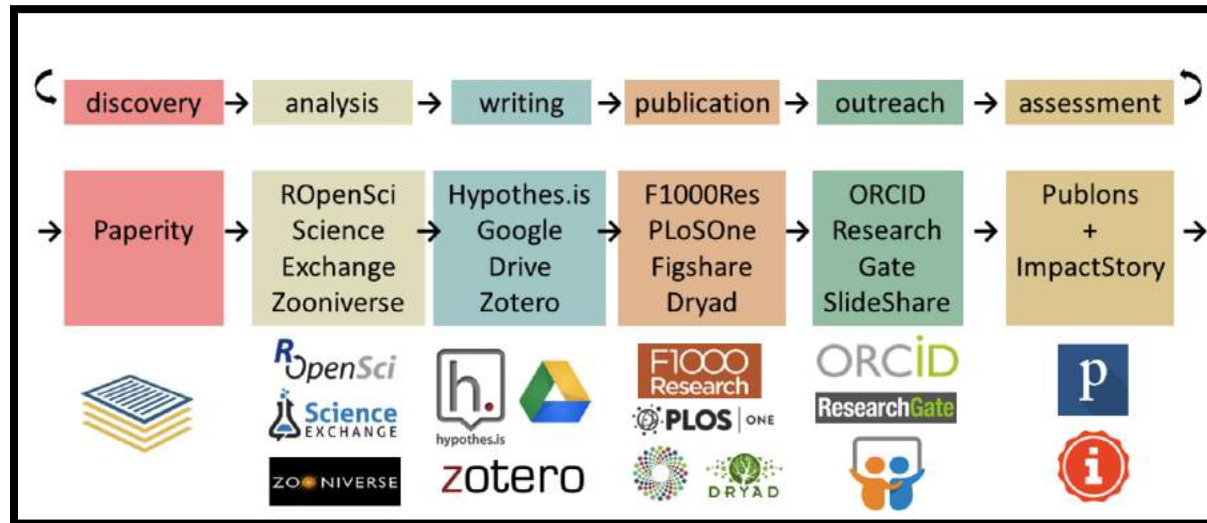 discovery → analysis → writing → publication → outreach → assessment
→ Paperity →
ROpenSci
Science
Exchange
Zooniverse
→
Hypothes.is
Google
Drive
Zotero
→
F1000Res
PLoSOne
Figshare
Dryad
→
ORCID
Research
Gate
SlideShare
→
Publons
+
ImpactStory
→
ROpenSci
Science
EXCHANGE
ZOONIVERSE
h.
hypothes.is
zotero
F1000
Research
PLOS | ONE
DRYAD
ORCID
ResearchGate
p
i